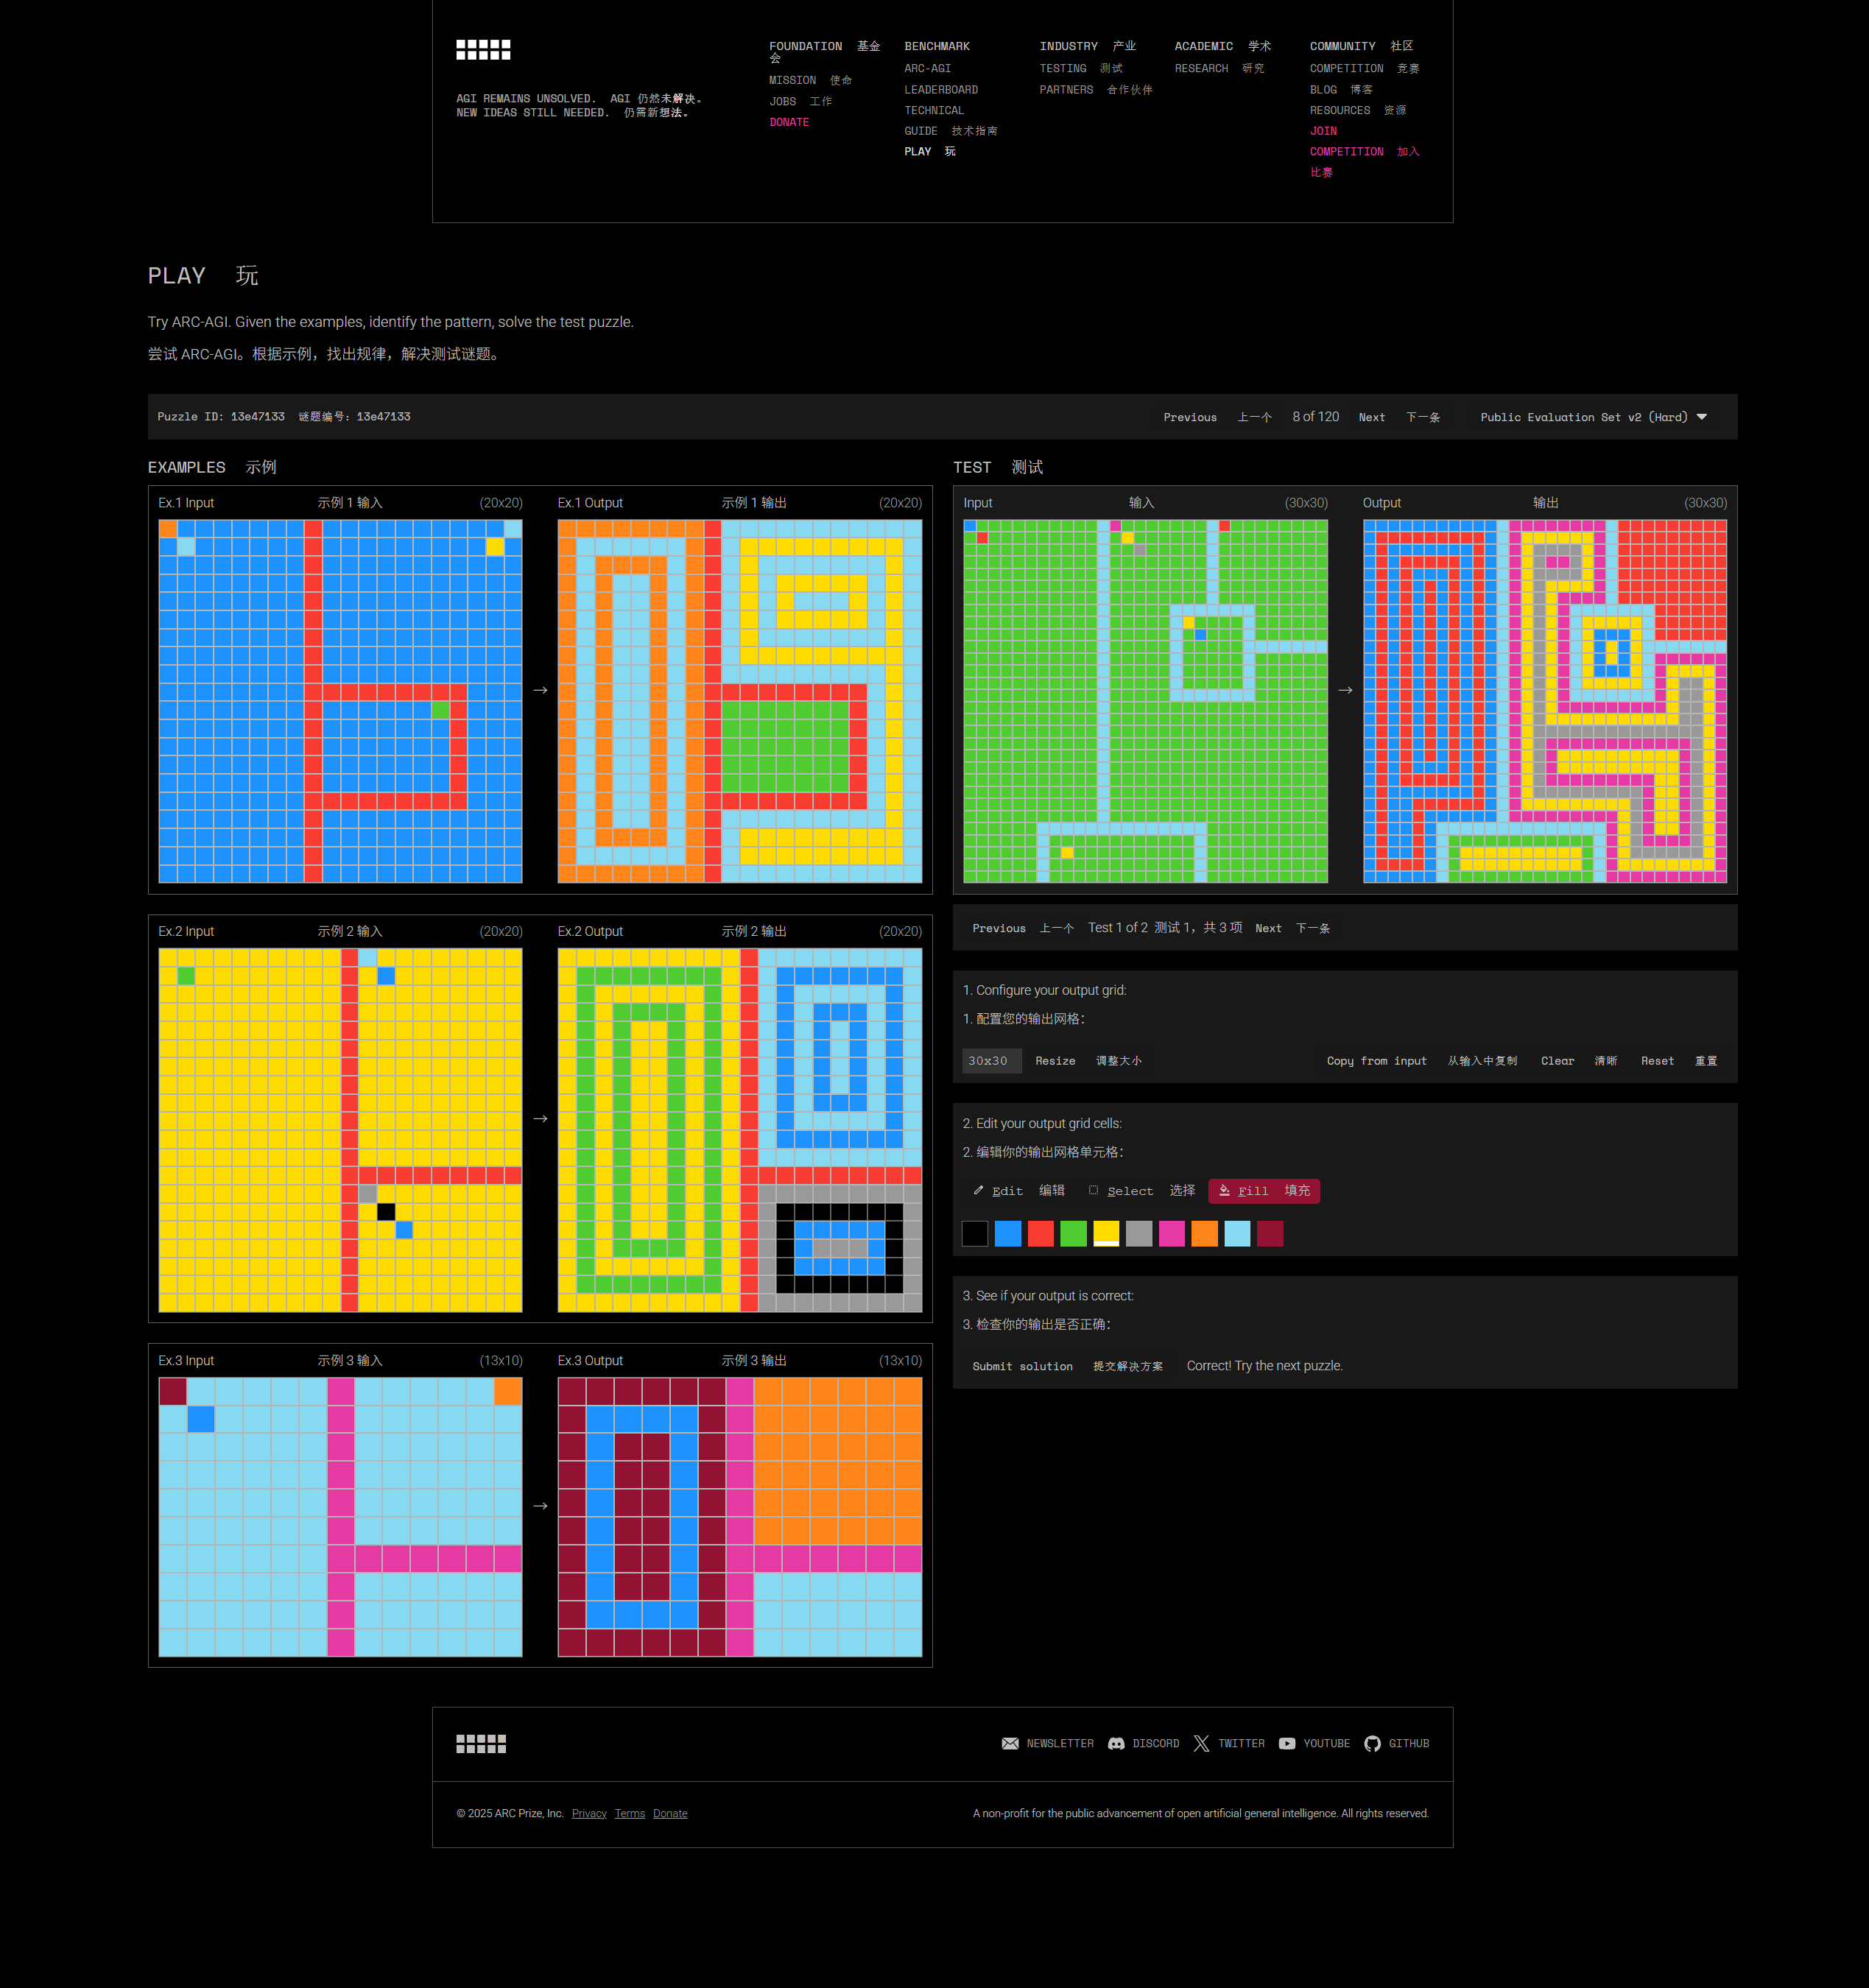 AGI REMAINS UNSOLVED. AGI 仍然未解决。
NEW IDEAS STILL NEEDED. 仍需新想法。
FOUNDATION 基金会
MISSION 使命
JOBS 工作
DONATE
BENCHMARK
ARC-AGI
LEADERBOARD
TECHNICAL
GUIDE 技术指南
PLAY 玩
INDUSTRY 产业
TESTING 测试
PARTNERS 合作伙伴
ACADEMIC 学术
RESEARCH 研究
COMMUNITY 社区
COMPETITION 竞赛
BLOG 博客
RESOURCES 资源
JOIN
COMPETITION 加入
比赛
PLAY 玩
Try ARC-AGI. Given the examples, identify the pattern, solve the test puzzle.
尝试 ARC-AGI。根据示例，找出规律，解决测试谜题。
Puzzle ID: 13e47133 谜题编号：13e47133
Previous 上一个 8 of 120 Next 下一条 Public Evaluation Set v2 (Hard)
EXAMPLES 示例
Ex.1 Input 示例 1 输入 (20x20)
Ex.1 Output 示例 1 输出 (20x20)
→
Ex.2 Input 示例 2 输入 (20x20)
Ex.2 Output 示例 2 输出 (20x20)
→
Ex.3 Input 示例 3 输入 (13x10)
Ex.3 Output 示例 3 输出 (13x10)
→
TEST 测试
Input 输入 (30x30)
Output 输出 (30x30)
→
Previous 上一个 Test 1 of 2 测试 1，共 3 项 Next 下一条
1. Configure your output grid:
1. 配置您的输出网格：
30x30 Resize 调整大小 Copy from input 从输入中复制 Clear 清晰 Reset 重置
2. Edit your output grid cells:
2. 编辑你的输出网格单元格：
Edit 编辑 Select 选择 Fill 填充
3. See if your output is correct:
3. 检查你的输出是否正确：
Submit solution 提交解决方案 Correct! Try the next puzzle.
NEWSLETTER DISCORD TWITTER YOUTUBE GITHUB
© 2025 ARC Prize, Inc. Privacy Terms Donate
A non-profit for the public advancement of open artificial general intelligence. All rights reserved.